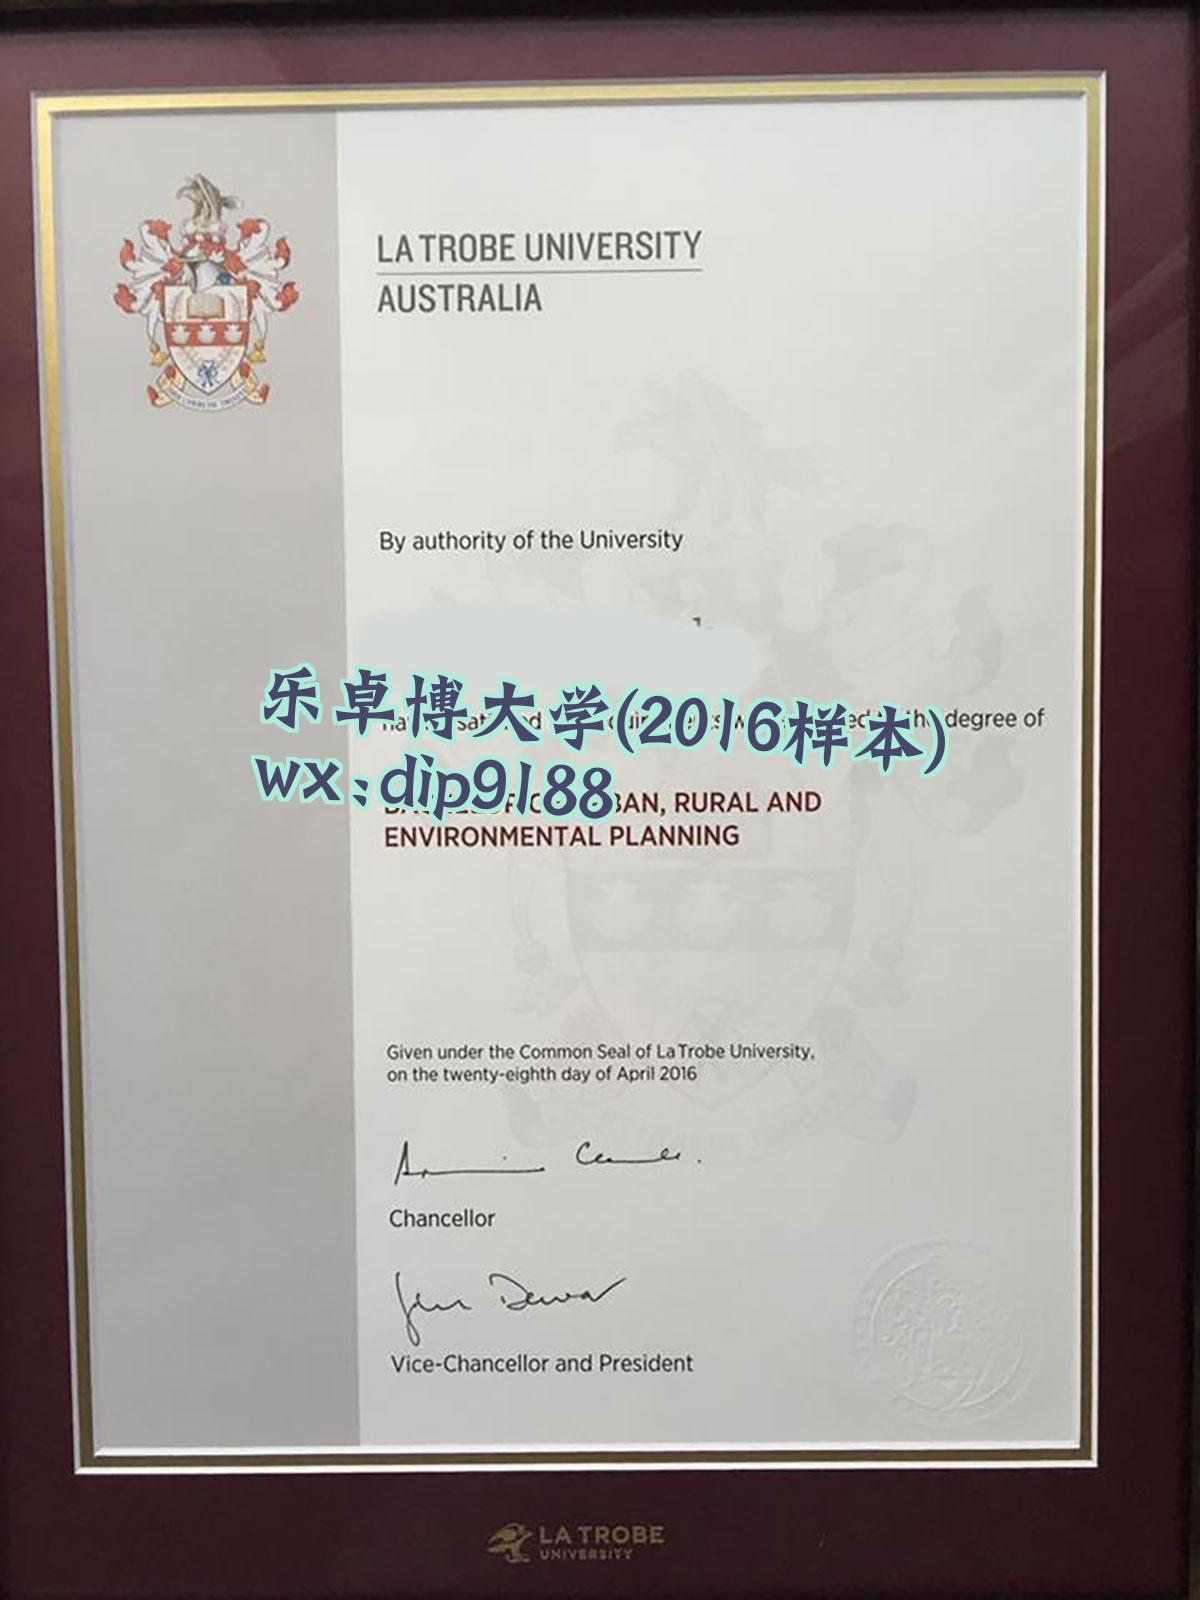 LA TROBE UNIVERSITY
AUSTRALIA
By authority of the University
乐卓博大学(2016样本)
the degree of
wx:dip9188
RURAL AND
ENVIRONMENTAL PLANNING
Given under the Common Seal of La Trobe University,
on the twenty-eighth day of April 2016
Chancellor
Vice-Chancellor and President
LA TROBE
UNIVERSITY